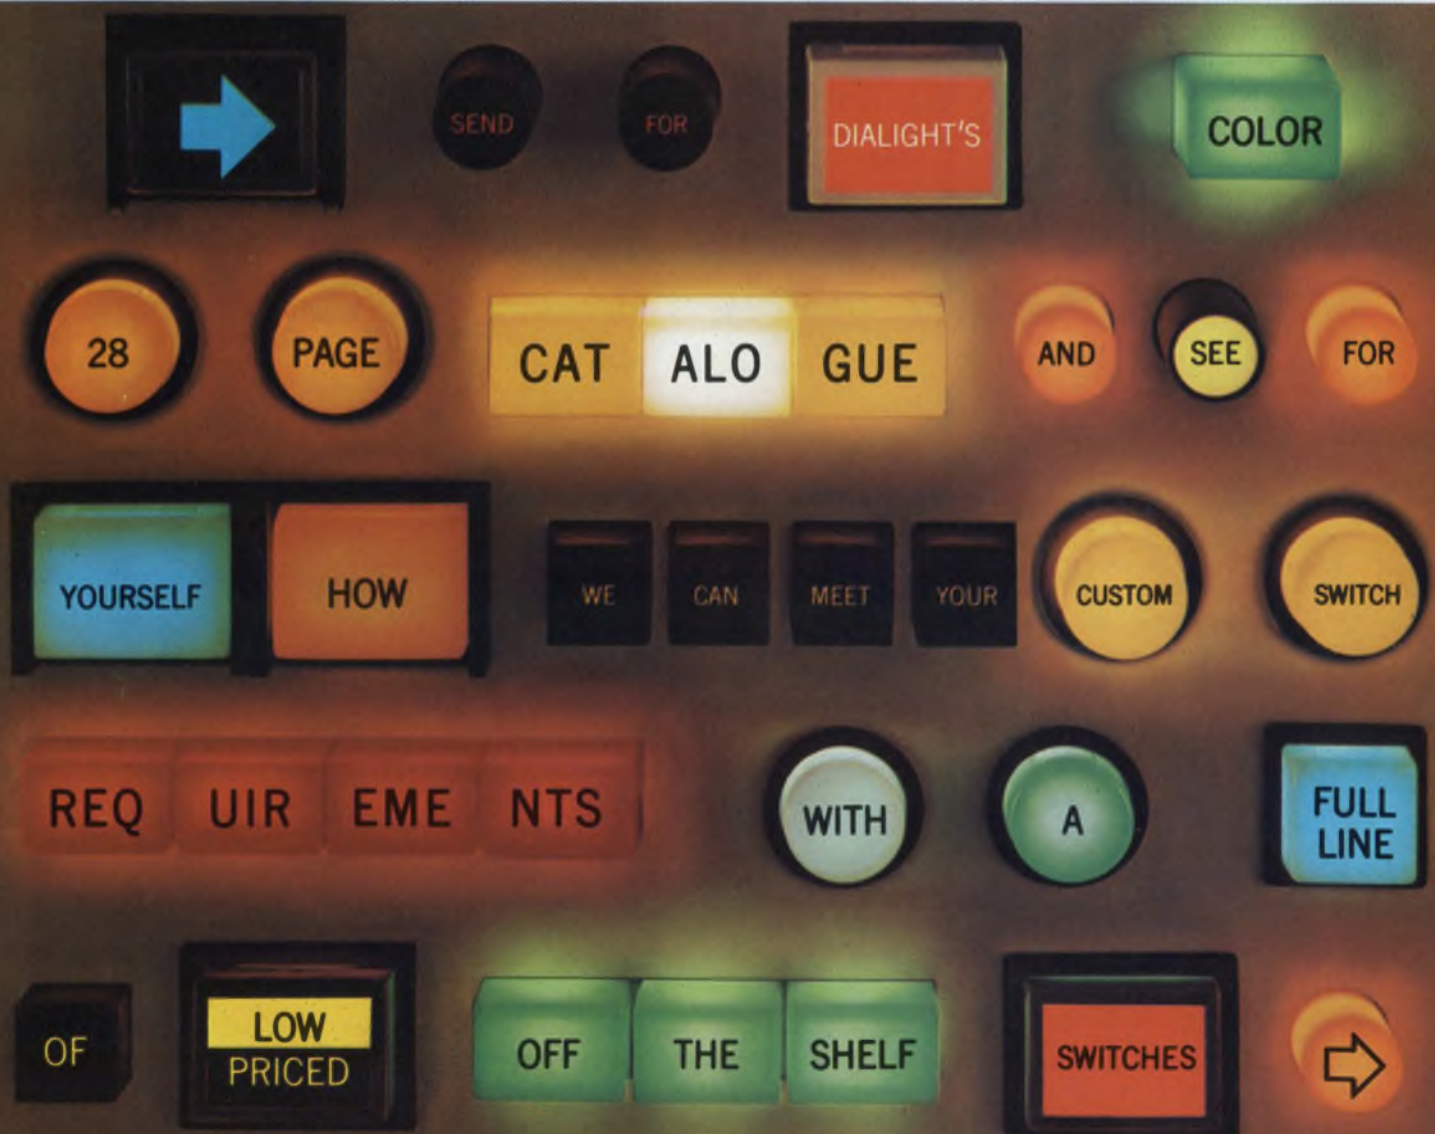 SEND FOR DIALIGHT'S COLOR
28 PAGE CAT ALO GUE AND SEE FOR
YOURSELF HOW WE CAN MEET YOUR CUSTOM SWITCH
REQ UIR EME NTS WITH A FULL
LINE
OF LOW
PRICED OFF THE SHELF SWITCHES